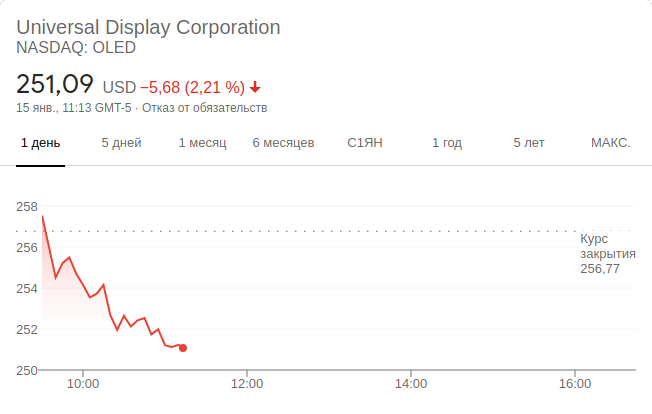 Universal Display Corporation
NASDAQ: OLED
251,09 USD −5,68 (2,21 %)
15 янв., 11:13 GMT-5 · Отказ от обязательств
1 день 5 дней 1 месяц 6 месяцев С1ЯН 1 год 5 лет МАКС.
258
256
254
252
250
Курс
закрытия
256,77
10:00 12:00 14:00 16:00